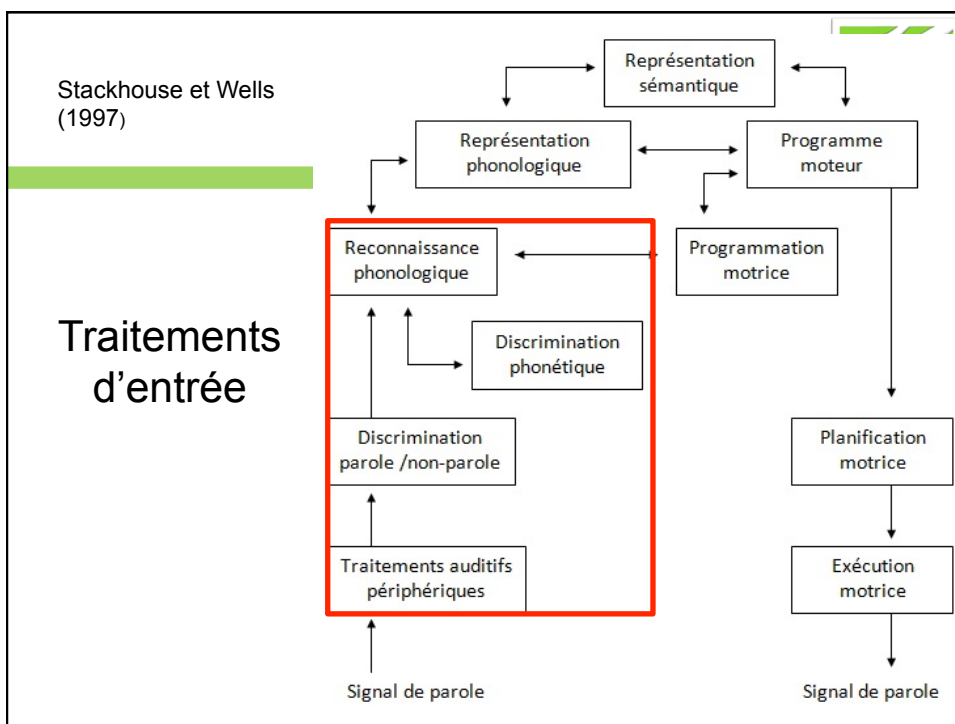 Stackhouse et Wells
(1997)
Traitements
d’entrée
Représentation
sémantique
Représentation
phonologique
Programme
moteur
Reconnaissance
phonologique
Programmation
motrice
Discrimination
phonétique
Discrimination
parole /non-parole
Planification
motrice
Traitements auditifs
périphériques
Exécution
motrice
Signal de parole
Signal de parole